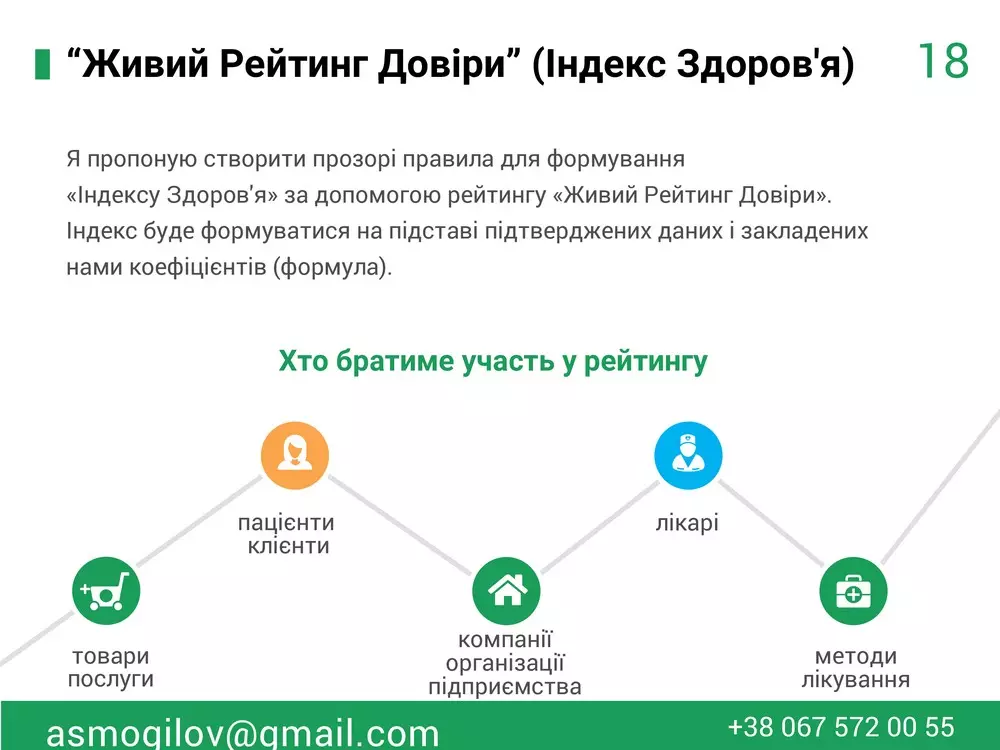 “Живий Рейтинг Довіри” (Індекс Здоров'я)
18
Я пропоную створити прозорі правила для формування
«Індексу Здоров’я» за допомогою рейтингу «Живий Рейтинг Довіри».
Індекс буде формуватися на підставі підтверджених даних і закладених
нами коефіцієнтів (формула).
Хто братиме участь у рейтингу
пацієнти
клієнти
лікарі
товари
послуги
компанії
організації
підприємства
методи
лікування
asmogilov@gmail.com
+38 067 572 00 55